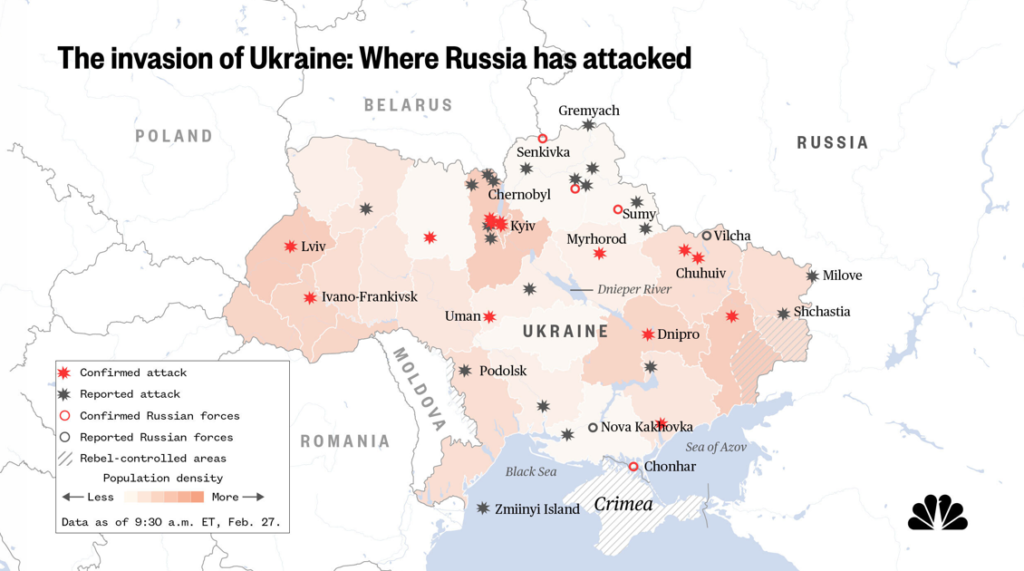 The invasion of Ukraine: Where Russia has attacked
BELARUS
Gremyach
POLAND
RUSSIA
Senkivka
Chernobyl
Sumy
Kyiv
Vilcha
Myrhorod
Lviv
Chuhuiv
Milove
Dnieper River
Ivano-Frankivsk
Shchastia
Uman
UKRAINE
Dnipro
MOLDOVA
Podolsk
Confirmed attack
Reported attack
Confirmed Russian forces
Reported Russian forces
Rebel-controlled areas
Population density
Less More
Data as of 9:30 a.m. ET, Feb. 27.
ROMANIA
Nova Kakhovka
Sea of Azov
Black Sea
Chonhar
Crimea
Zmiinyi Island